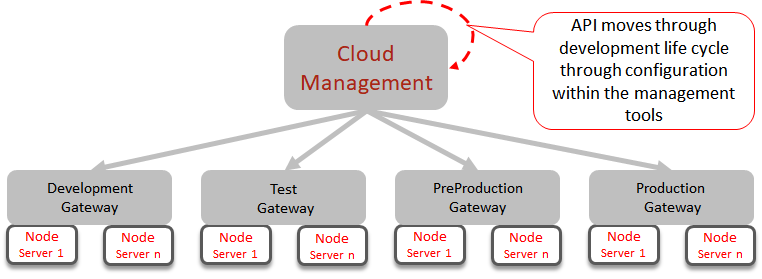 Cloud
Management
API moves through
development life cycle
through configuration
within the management
tools
Development
Gateway
Test
Gateway
PreProduction
Gateway
Production
Gateway
Node
Server 1
Node
Server n
Node
Server 1
Node
Server n
Node
Server 1
Node
Server n
Node
Server 1
Node
Server n